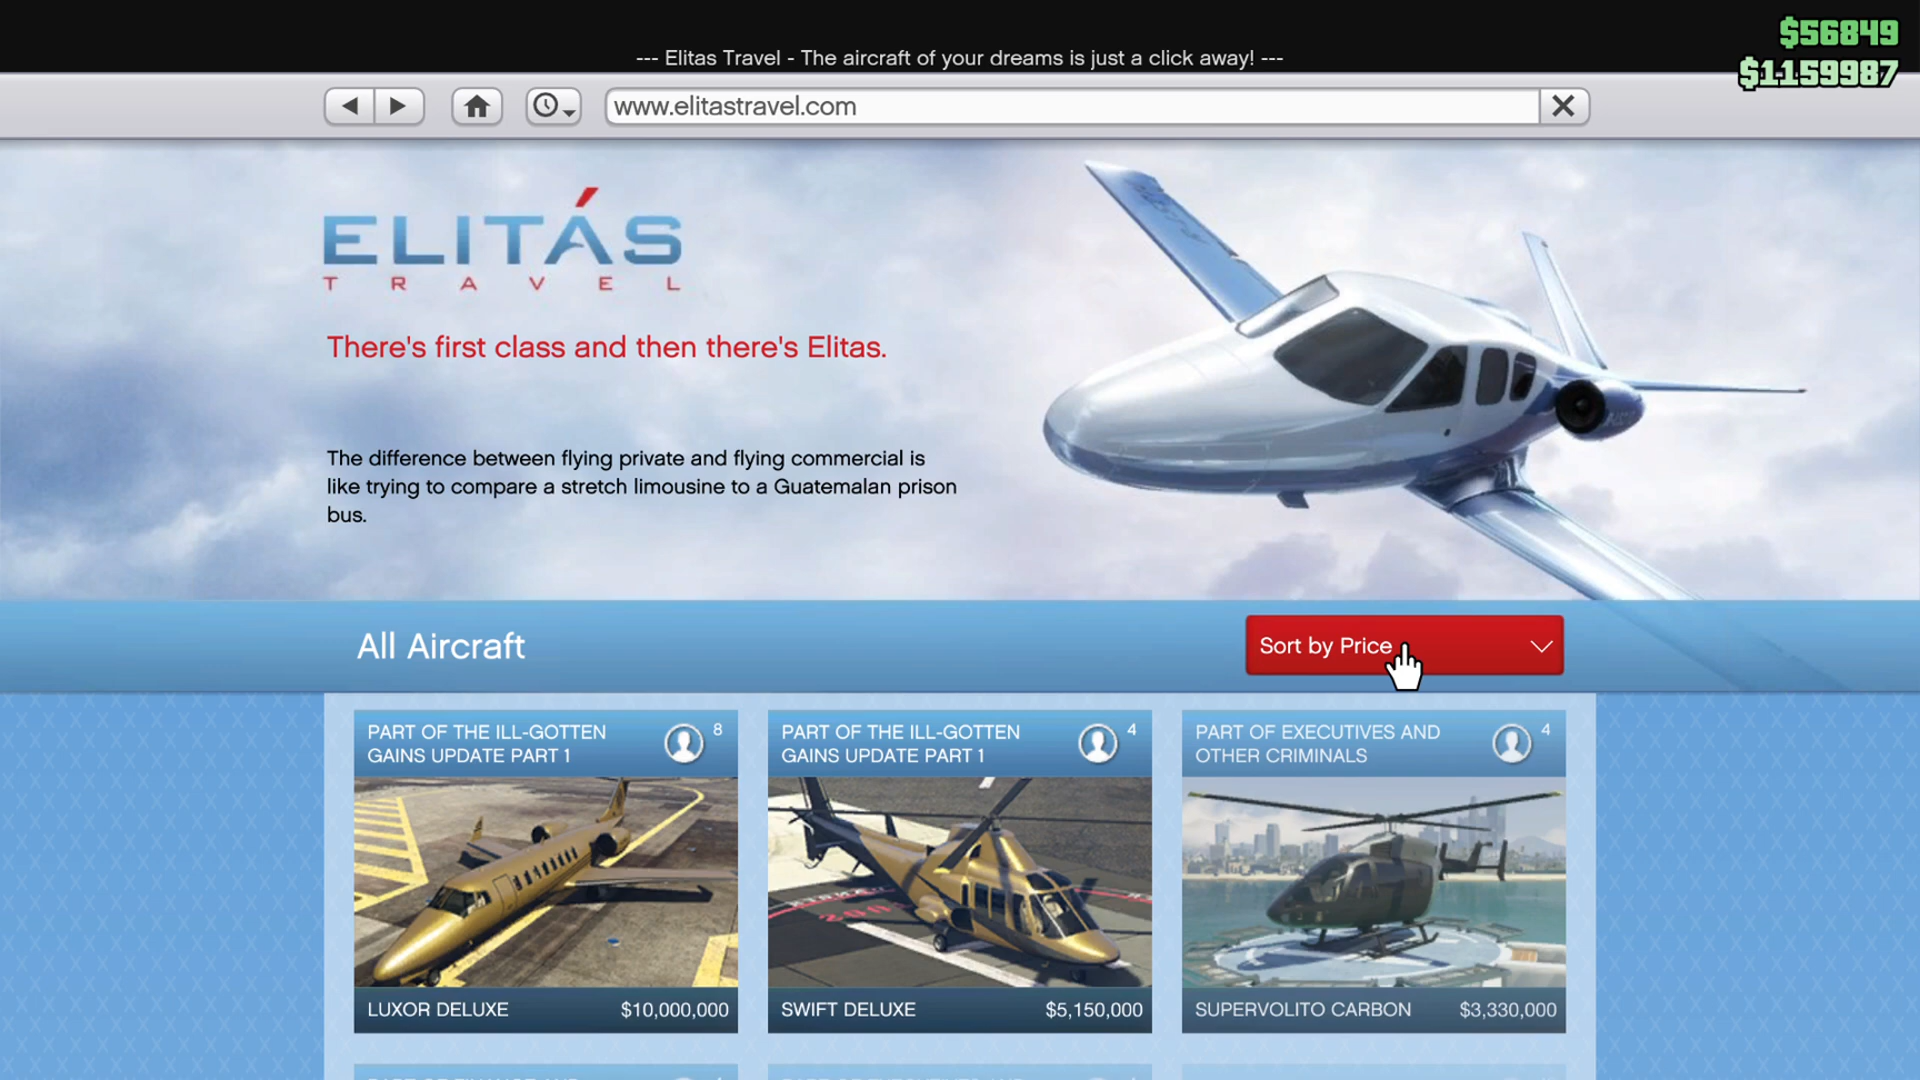 $56849
--- Elitas Travel - The aircraft of your dreams is just a click away! ---
$1159987
www.elitastravel.com
ELITÁS
TRAVEL
There's first class and then there's Elitas.
The difference between flying private and flying commercial is
like trying to compare a stretch limousine to a Guatemalan prison
bus.
All Aircraft
Sort by Price
PART OF THE ILL-GOTTEN
GAINS UPDATE PART 1
8
PART OF THE ILL-GOTTEN
GAINS UPDATE PART 1
4
PART OF EXECUTIVES AND
OTHER CRIMINALS
4
LUXOR DELUXE $10,000,000
SWIFT DELUXE $5,150,000
SUPERVOLITO CARBON $3,330,000